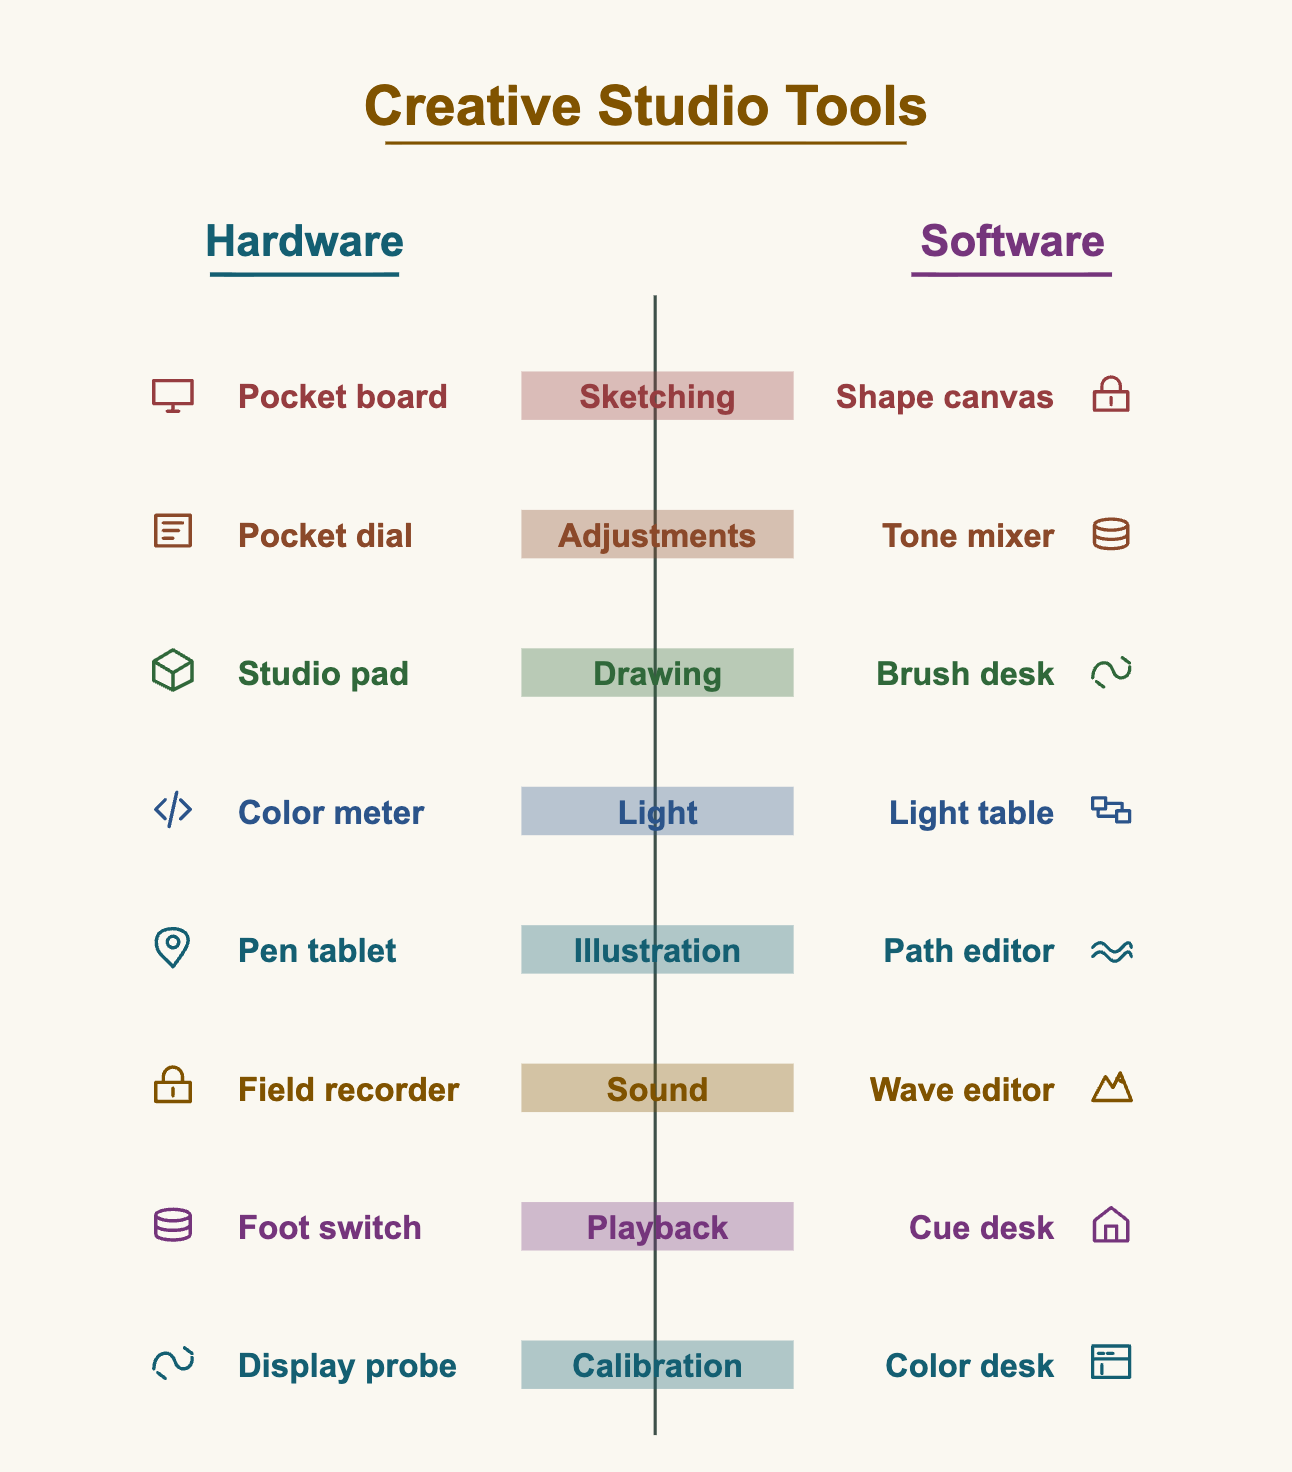 Creative Studio Tools
Hardware Software
Pocket board Sketching Shape canvas
Pocket dial Adjustments Tone mixer
Studio pad Drawing Brush desk
Color meter Light Light table
Pen tablet Illustration Path editor
Field recorder Sound Wave editor
Foot switch Playback Cue desk
Display probe Calibration Color desk